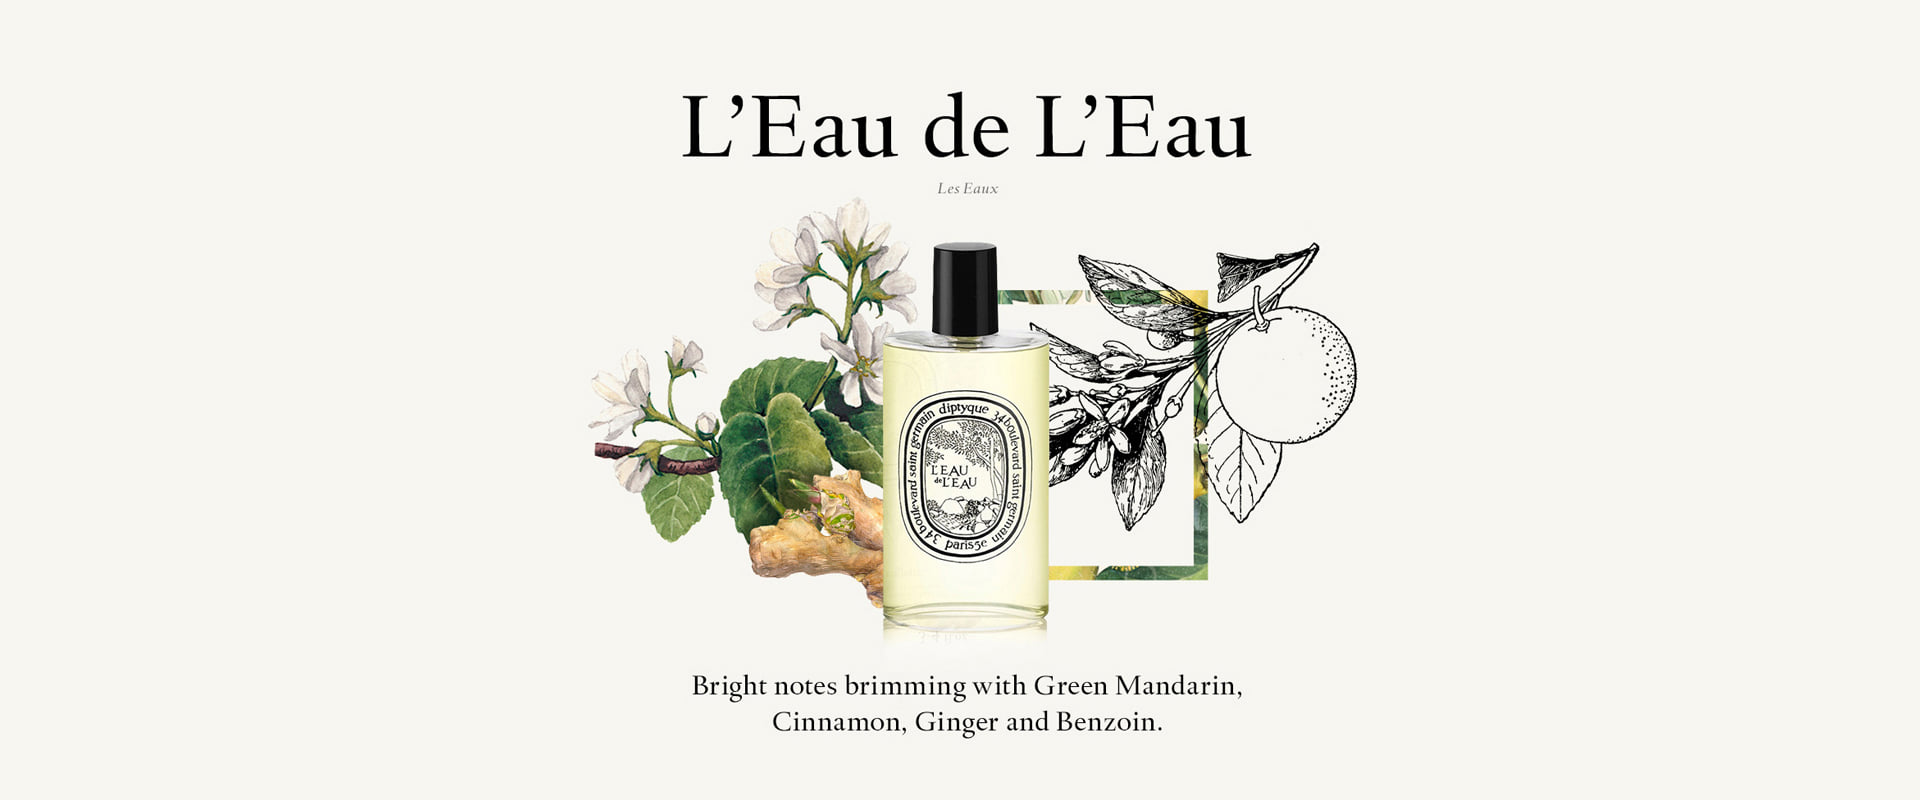 L’Eau de L’Eau
Les Eaux
diptyque 34 boulevard saint germain paris5e 34 boulevard saint germain
L'EAU
de L'EAU
Bright notes brimming with Green Mandarin,
Cinnamon, Ginger and Benzoin.